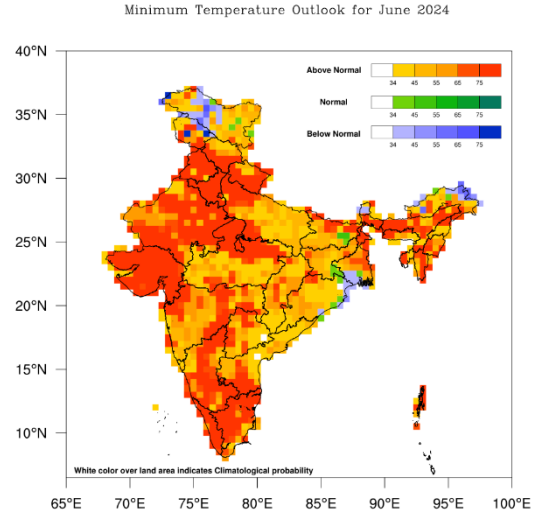 Minimum Temperature Outlook for June 2024
40°N
35°N
30°N
25°N
20°N
15°N
10°N
Above Normal
34 45 55 65 75
Normal
34 45 55 65 75
Below Normal
34 45 55 65 75
White color over land area indicates Climatological probability
65°E 70°E 75°E 80°E 85°E 90°E 95°E 100°E